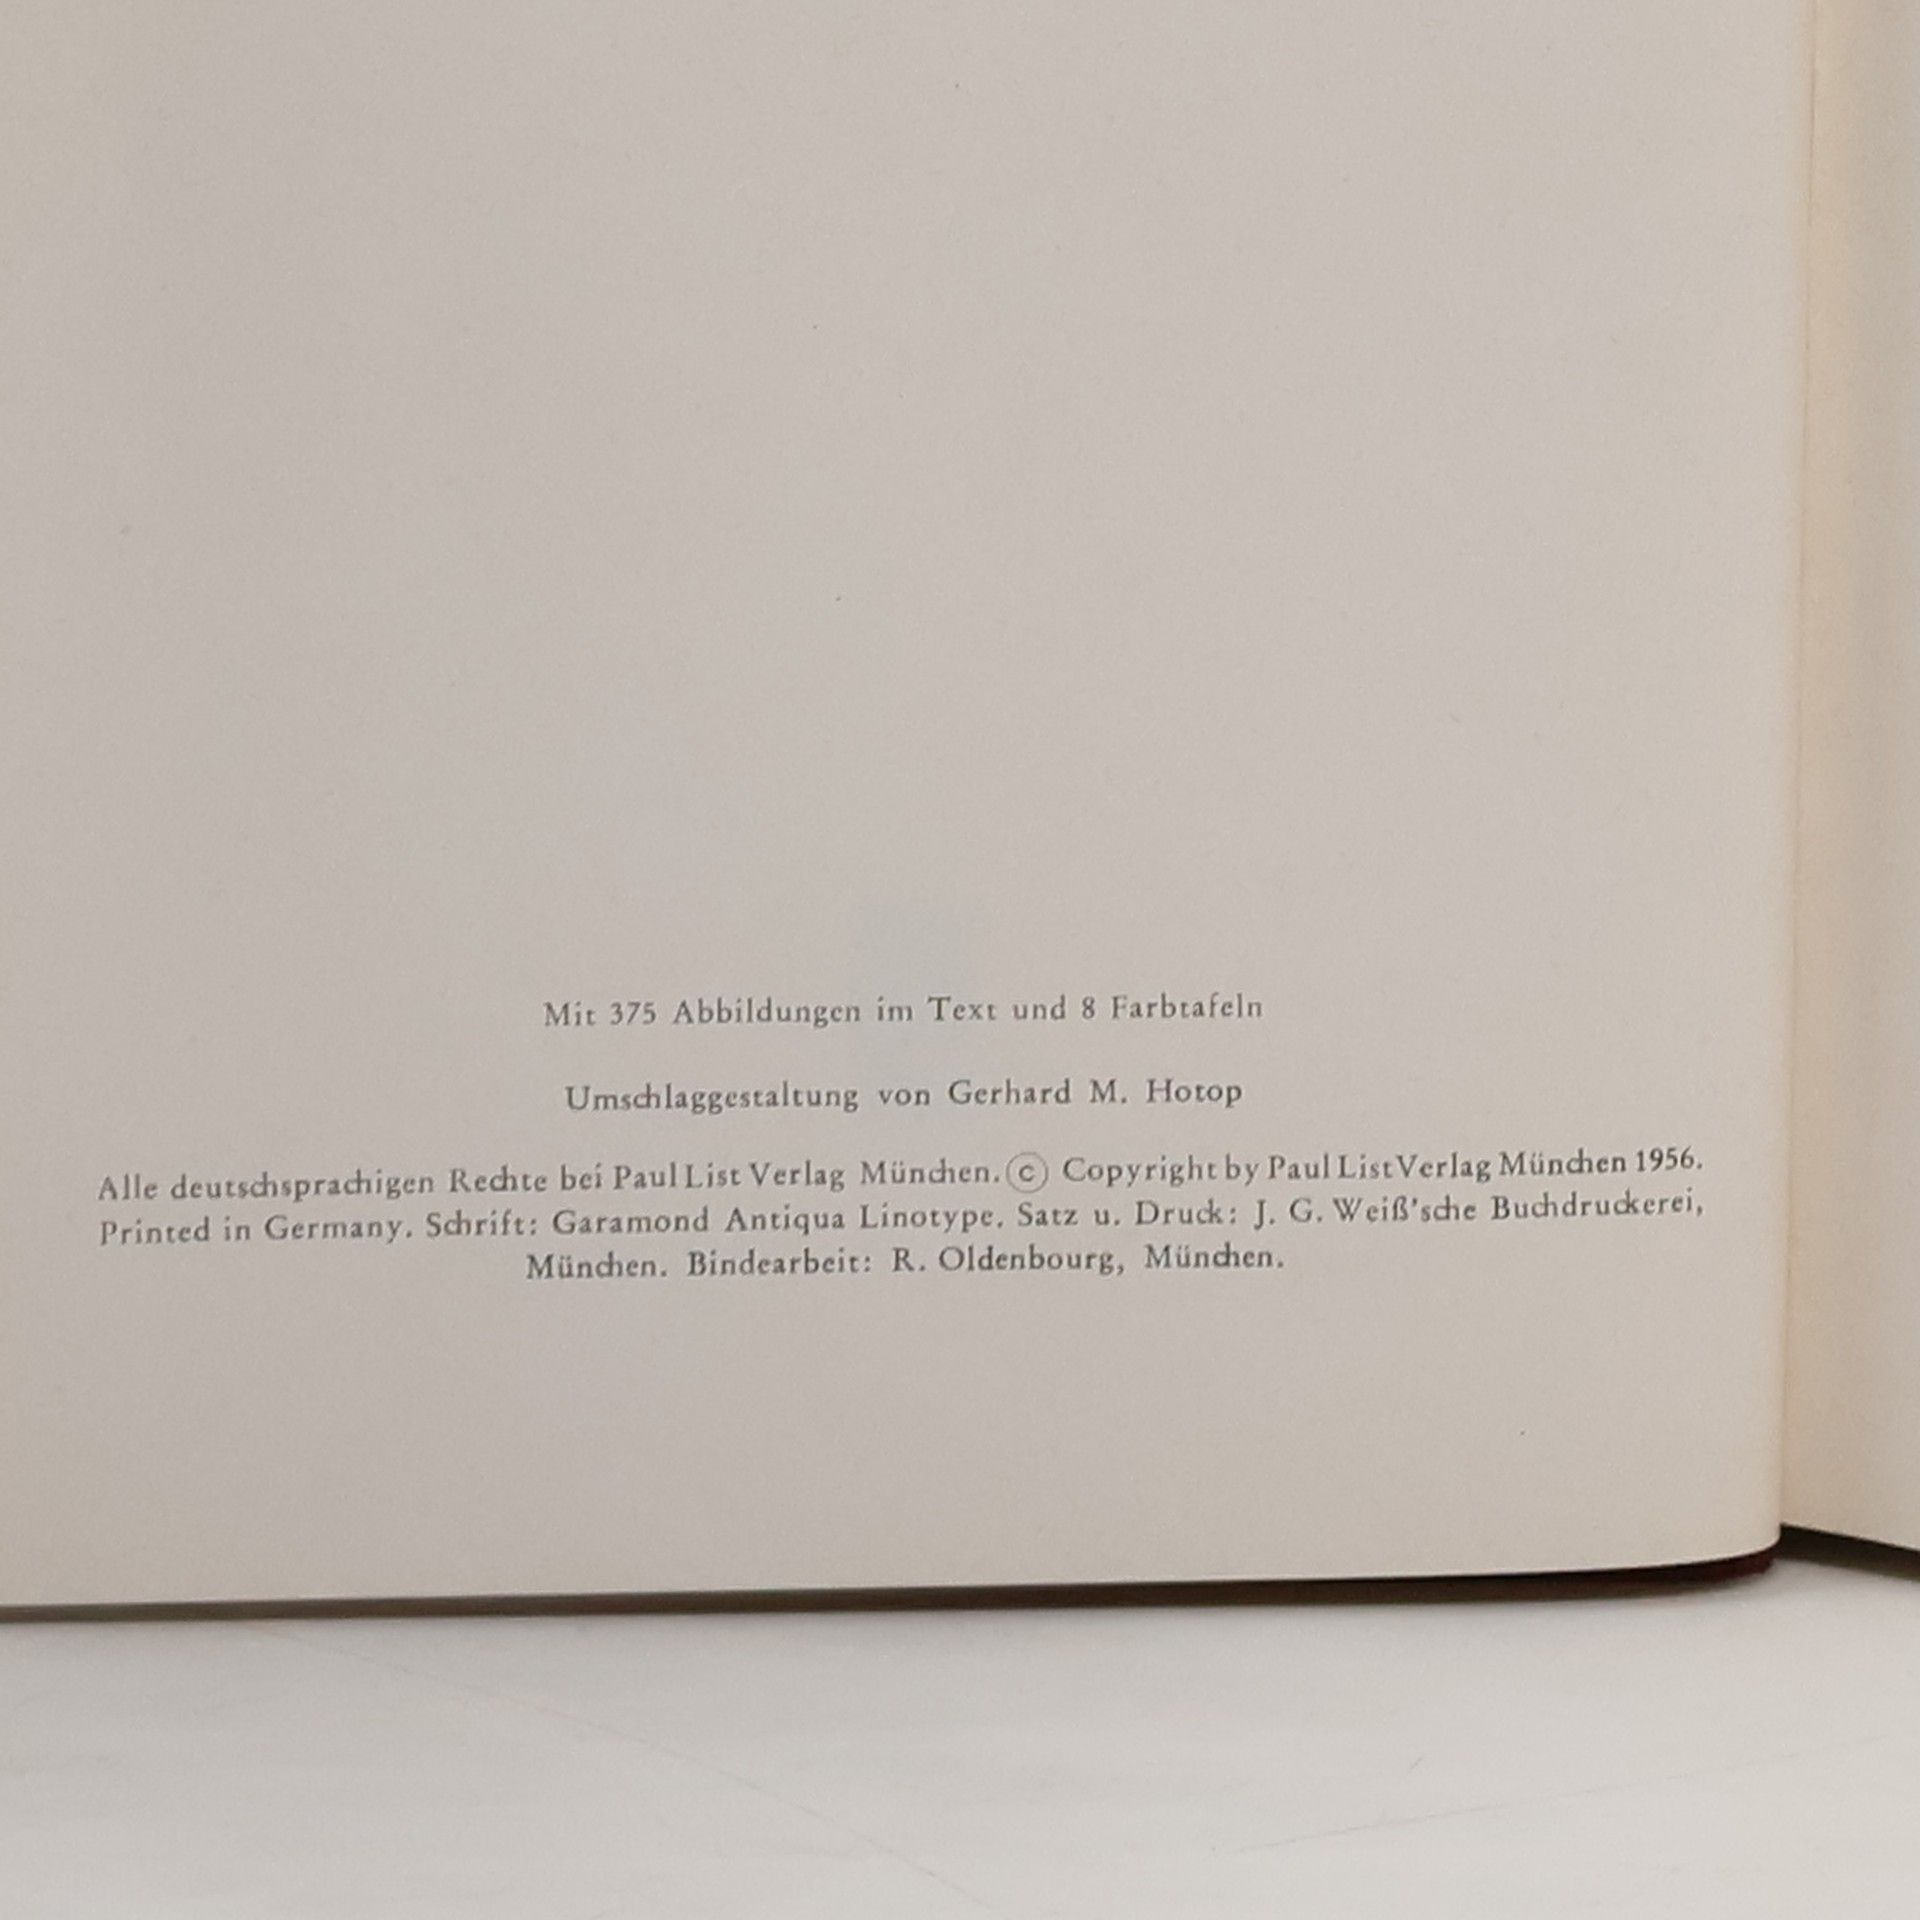 Mit 375 Abbildungen im Text und 8 Farbtafeln
Umschlaggestaltung von Gerhard M. Hotop
Alle deutschsprachigen Rechte bei Paul List Verlag München. © Copyright by Paul List Verlag München 1956.
Printed in Germany. Schrift: Garamond Antiqua Linotype. Satz u. Druck: J. G. Weiß'sche Buchdruckerei,
München. Bindearbeit: R. Oldenbourg, München.